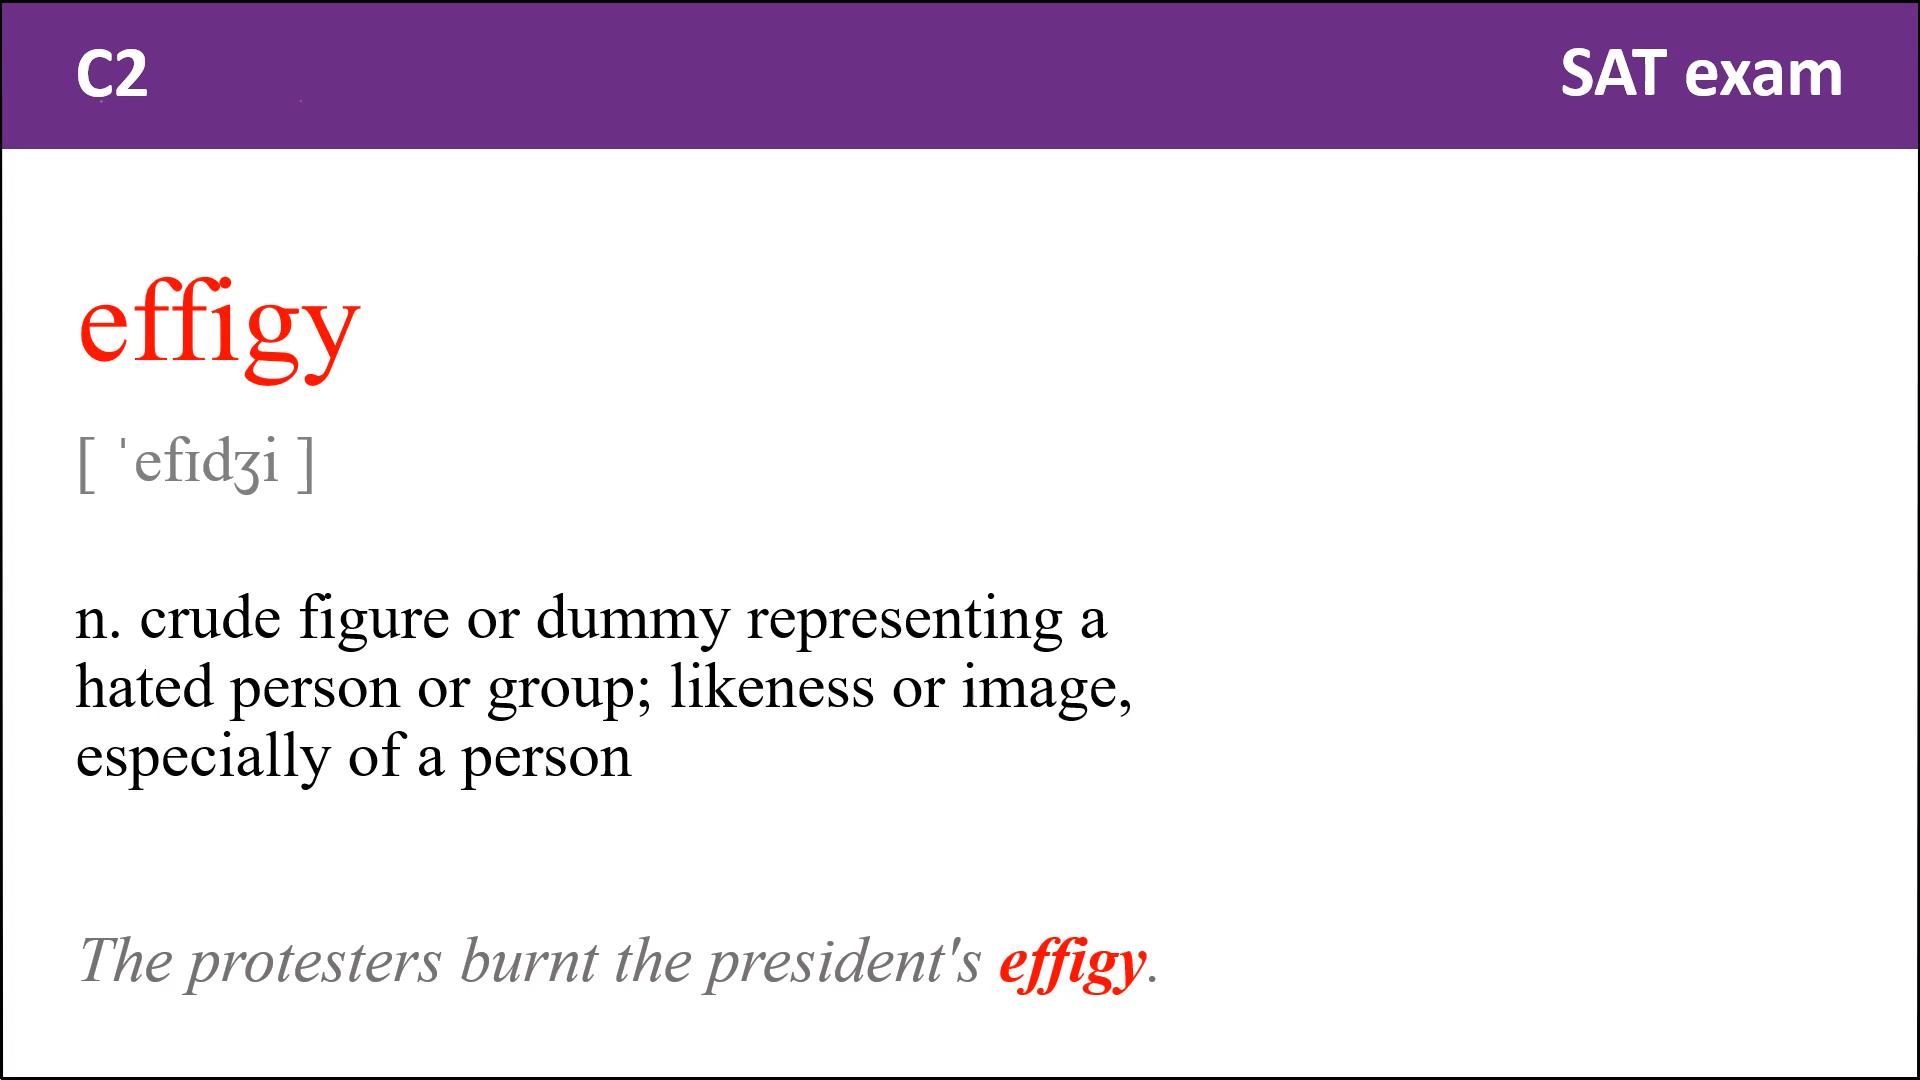 C2
SAT exam
effigy
[ ˈefɪdʒi ]
n. crude figure or dummy representing a
hated person or group; likeness or image,
especially of a person
The protesters burnt the president's effigy.